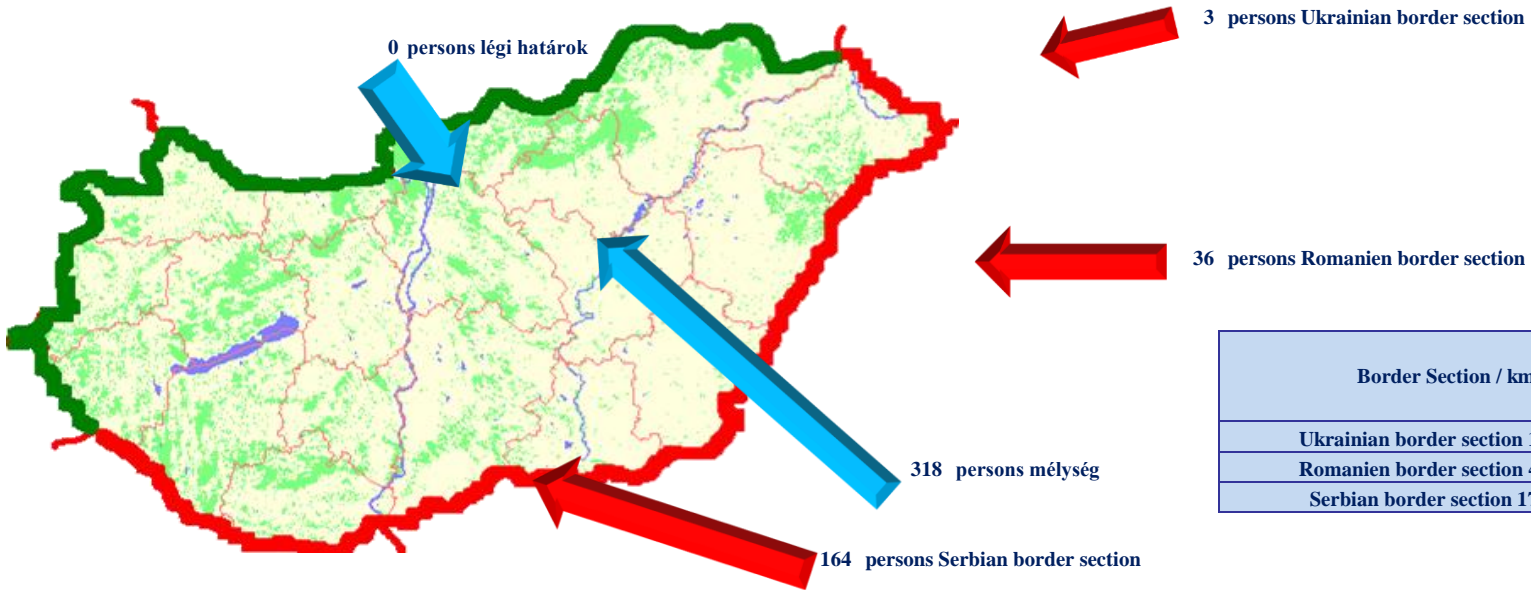 3 persons Ukrainian border section
0 persons légi határok
36 persons Romanien border section
318 persons mélység
164 persons Serbian border section
Border Section / km
Ukrainian border section
Romanien border section
Serbian border section 17